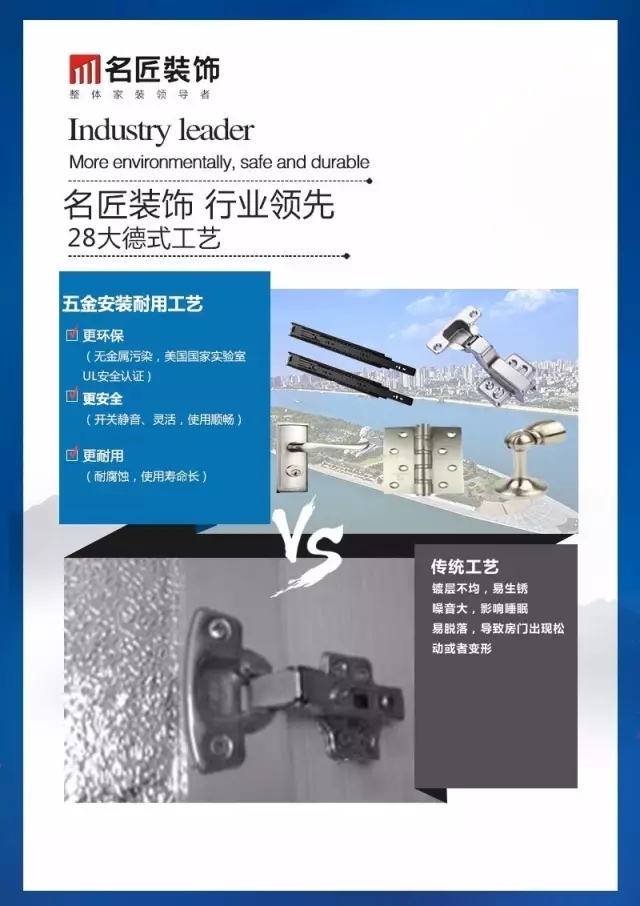 名匠装饰
整体家装领导者
Industry leader
More environmentally, safe and durable
名匠装饰 行业领先
28大德式工艺
五金安装耐用工艺
更环保
（无金属污染，美国国家实验室
UL安全认证）
更安全
（开关静音、灵活，使用顺畅）
更耐用
（耐腐蚀，使用寿命长）
VS
传统工艺
镀层不均，易生锈
噪音大，影响睡眠
易脱落，导致房门出现松
动或者变形